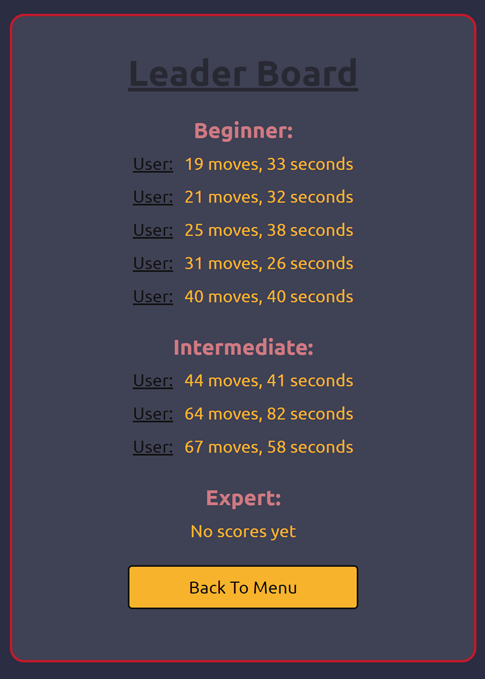 Leader Board
Beginner:
User: 19 moves, 33 seconds
User: 21 moves, 32 seconds
User: 25 moves, 38 seconds
User: 31 moves, 26 seconds
User: 40 moves, 40 seconds
Intermediate:
User: 44 moves, 41 seconds
User: 64 moves, 82 seconds
User: 67 moves, 58 seconds
Expert:
No scores yet
Back To Menu